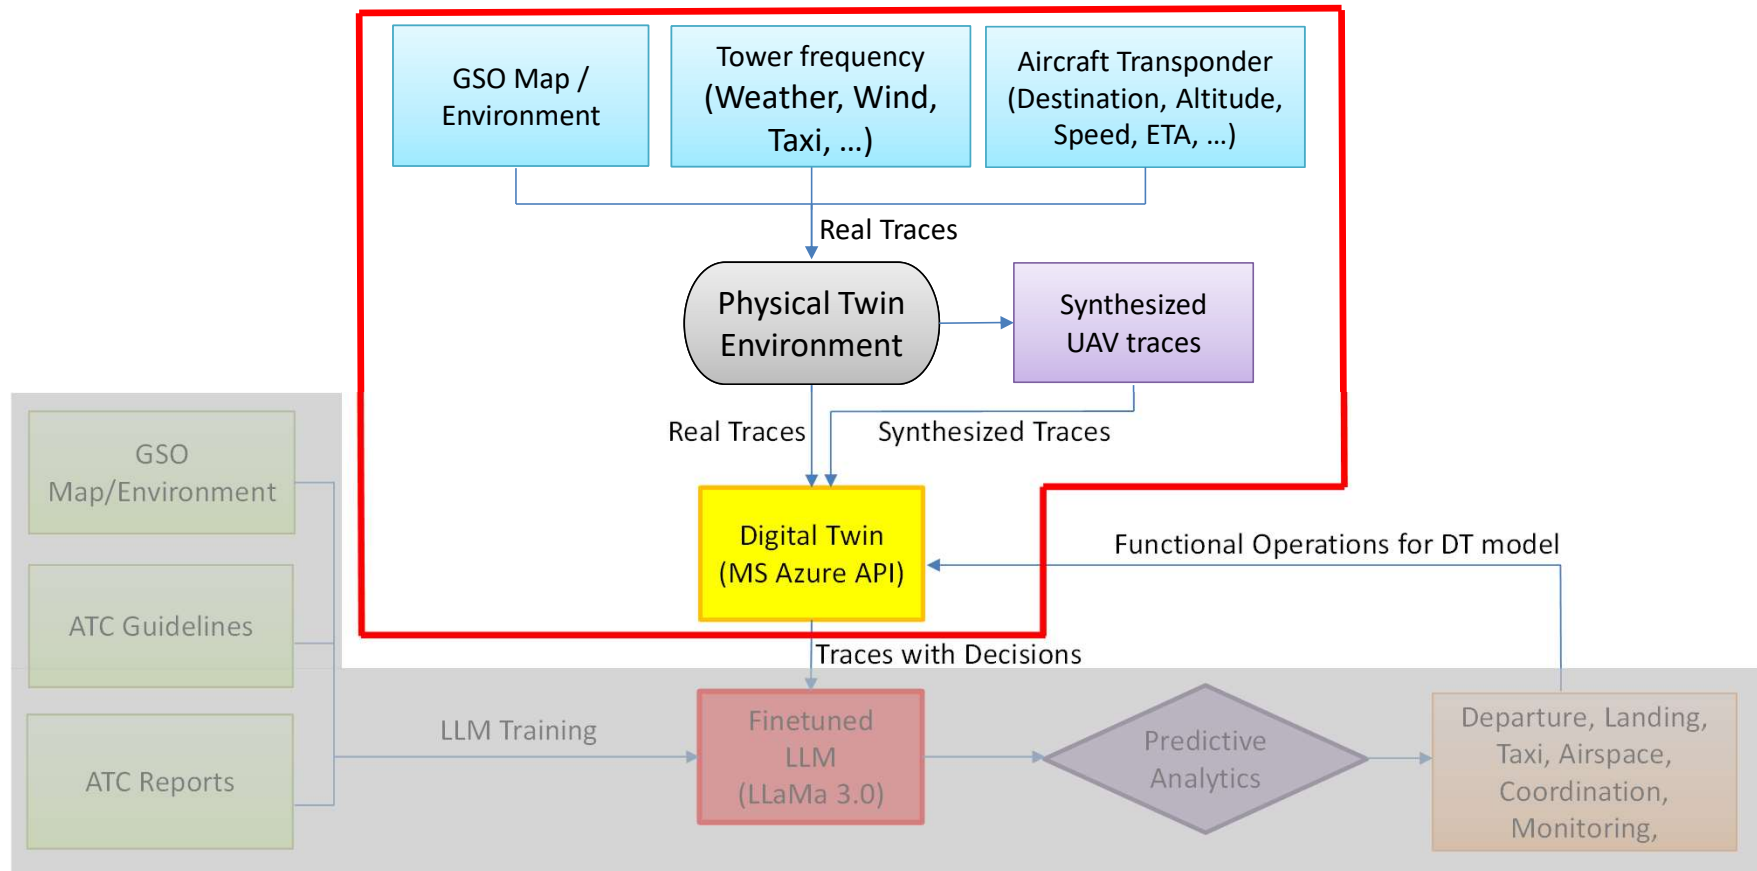 GSO Map /
Environment
Tower frequency
(Weather, Wind,
Taxi, ...)
Aircraft Transponder
(Destination, Altitude,
Speed, ETA, ...)
Real Traces
Physical Twin
Environment
Synthesized
UAV traces
Real Traces
Synthesized Traces
GSO
Map/Environment
Digital Twin
(MS Azure API)
Functional Operations for DT model
ATC Guidelines
Traces with Decisions
ATC Reports
LLM Training
Finetuned
LLM
(LLaMa 3.0)
Predictive
Analytics
Departure, Landing,
Taxi, Airspace,
Coordination,
Monitoring,